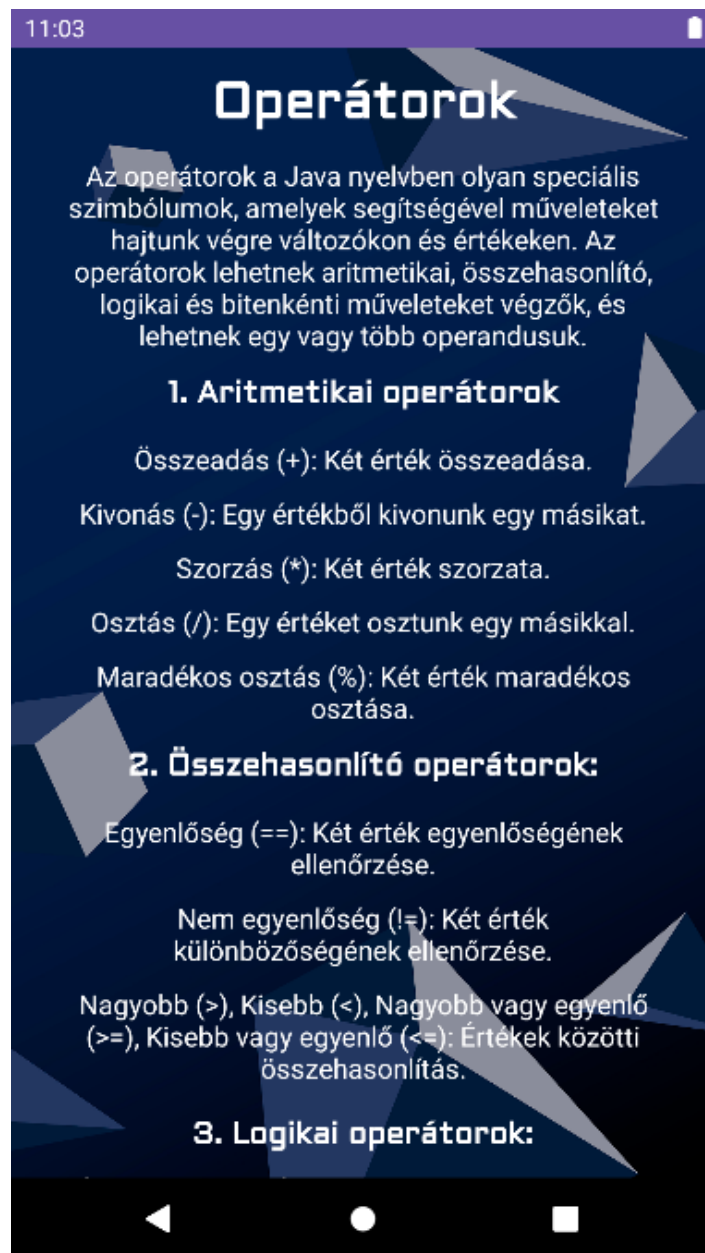 11:03
Operátorok
Az operátorok a Java nyelvben olyan speciális
szimbólumok, amelyek segítségével műveleteket
hajtunk végre változókon és értékeken. Az
operátorok lehetnek aritmetikai, összehasonlító,
logikai és bitenkénti műveleteket végzők, és
lehetnek egy vagy több operandusuk.
1. Aritmetikai operátorok
Összeadás (+): Két érték összeadása.
Kivonás (-): Egy értékből kivonunk egy másikat.
Szorzás (*): Két érték szorzata.
Osztás (/): Egy értéket osztunk egy másikkal.
Maradékos osztás (%): Két érték maradékos
osztása.
2. Összehasonlító operátorok:
Egyenlőség (==): Két érték egyenlőségének
ellenőrzése.
Nem egyenlőség (!=): Két érték
különbözőségének ellenőrzése.
Nagyobb (>), Kisebb (<), Nagyobb vagy egyenlő
(>=), Kisebb vagy egyenlő (<=): Értékek közötti
összehasonlítás.
3. Logikai operátorok: